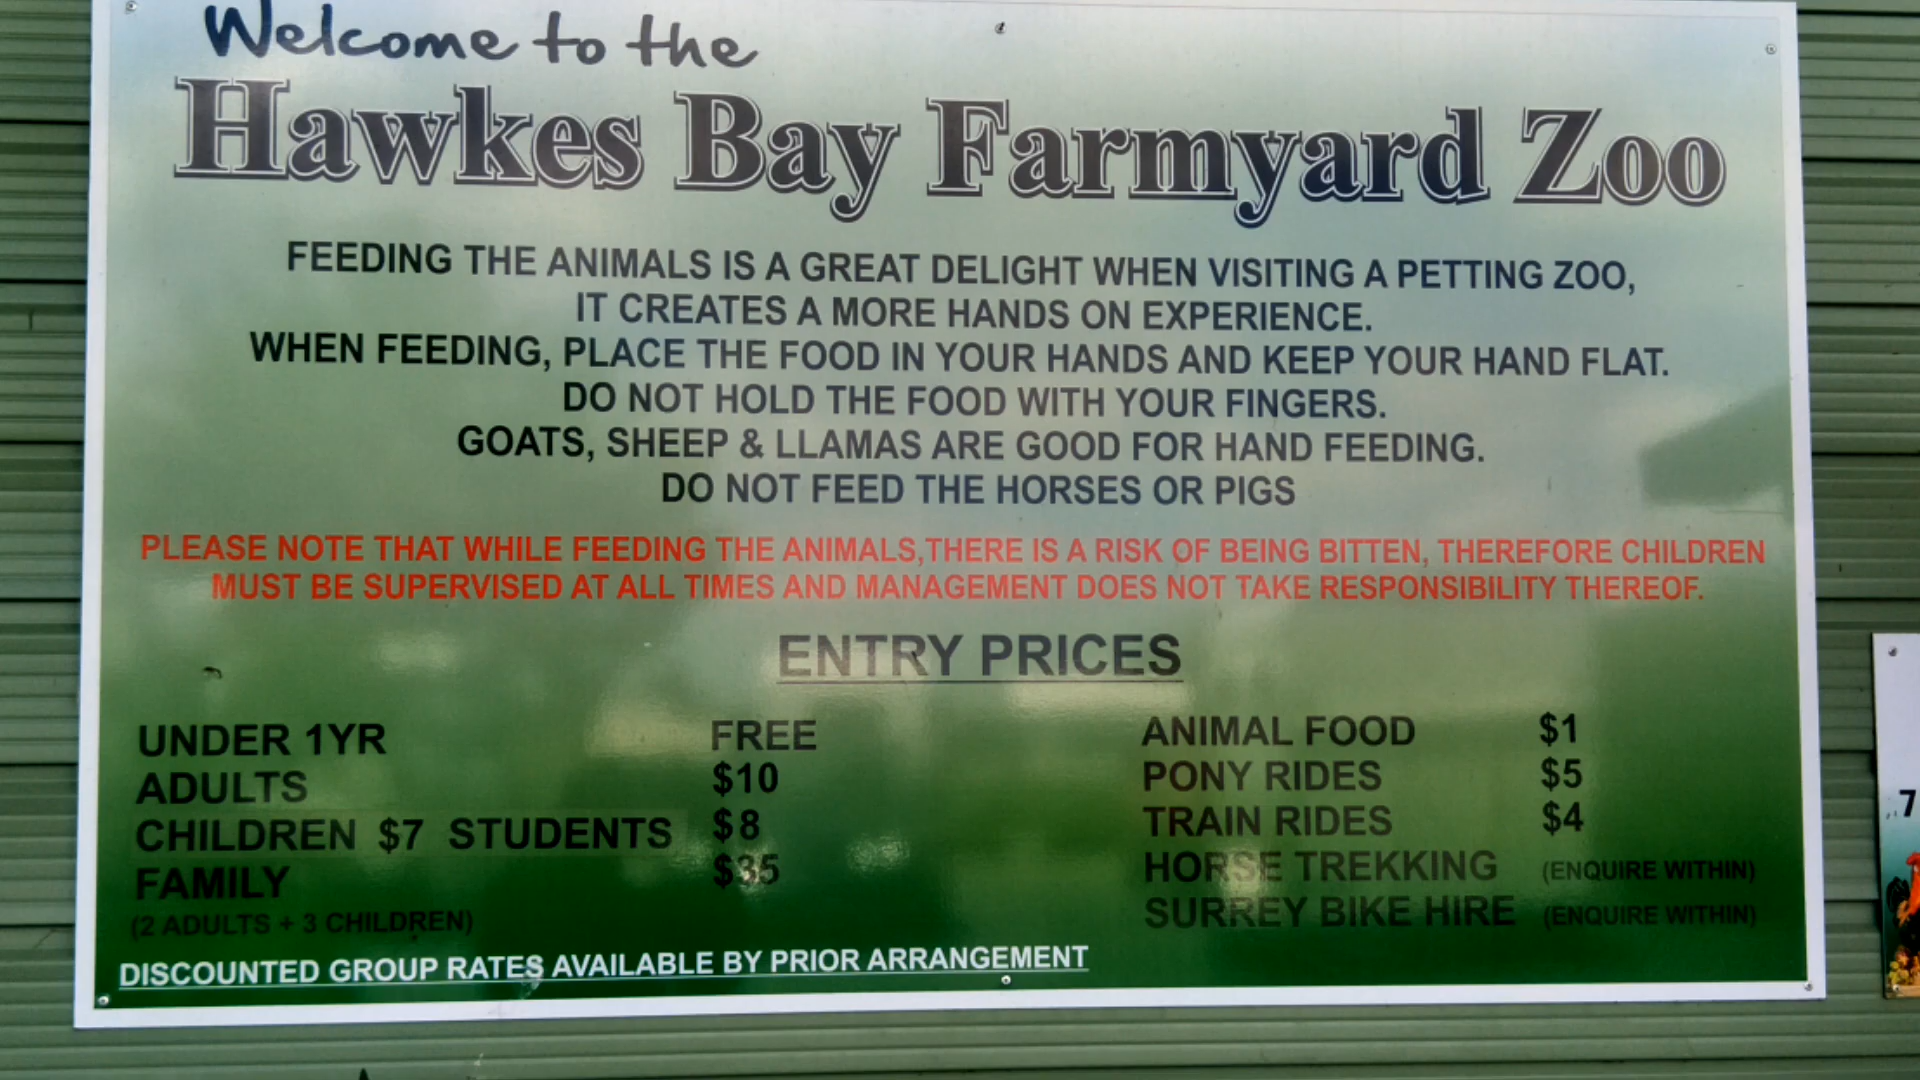 Welcome to the
Hawkes Bay Farmyard Zoo
FEEDING THE ANIMALS IS A GREAT DELIGHT WHEN VISITING A PETTING ZOO,
IT CREATES A MORE HANDS ON EXPERIENCE.
WHEN FEEDING, PLACE THE FOOD IN YOUR HANDS AND KEEP YOUR HAND FLAT.
DO NOT HOLD THE FOOD WITH YOUR FINGERS.
GOATS, SHEEP & LLAMAS ARE GOOD FOR HAND FEEDING.
DO NOT FEED THE HORSES OR PIGS
PLEASE NOTE THAT WHILE FEEDING THE ANIMALS,THERE IS A RISK OF BEING BITTEN, THEREFORE CHILDREN
MUST BE SUPERVISED AT ALL TIMES AND MANAGEMENT DOES NOT TAKE RESPONSIBILITY THEREOF.
ENTRY PRICES
UNDER 1YR FREE
ADULTS $10
CHILDREN $7 STUDENTS $8
FAMILY $35
(2 ADULTS + 3 CHILDREN)
ANIMAL FOOD $1
PONY RIDES $5
TRAIN RIDES $4
HORSE TREKKING (ENQUIRE WITHIN)
SURREY BIKE HIRE (ENQUIRE WITHIN)
DISCOUNTED GROUP RATES AVAILABLE BY PRIOR ARRANGEMENT
7